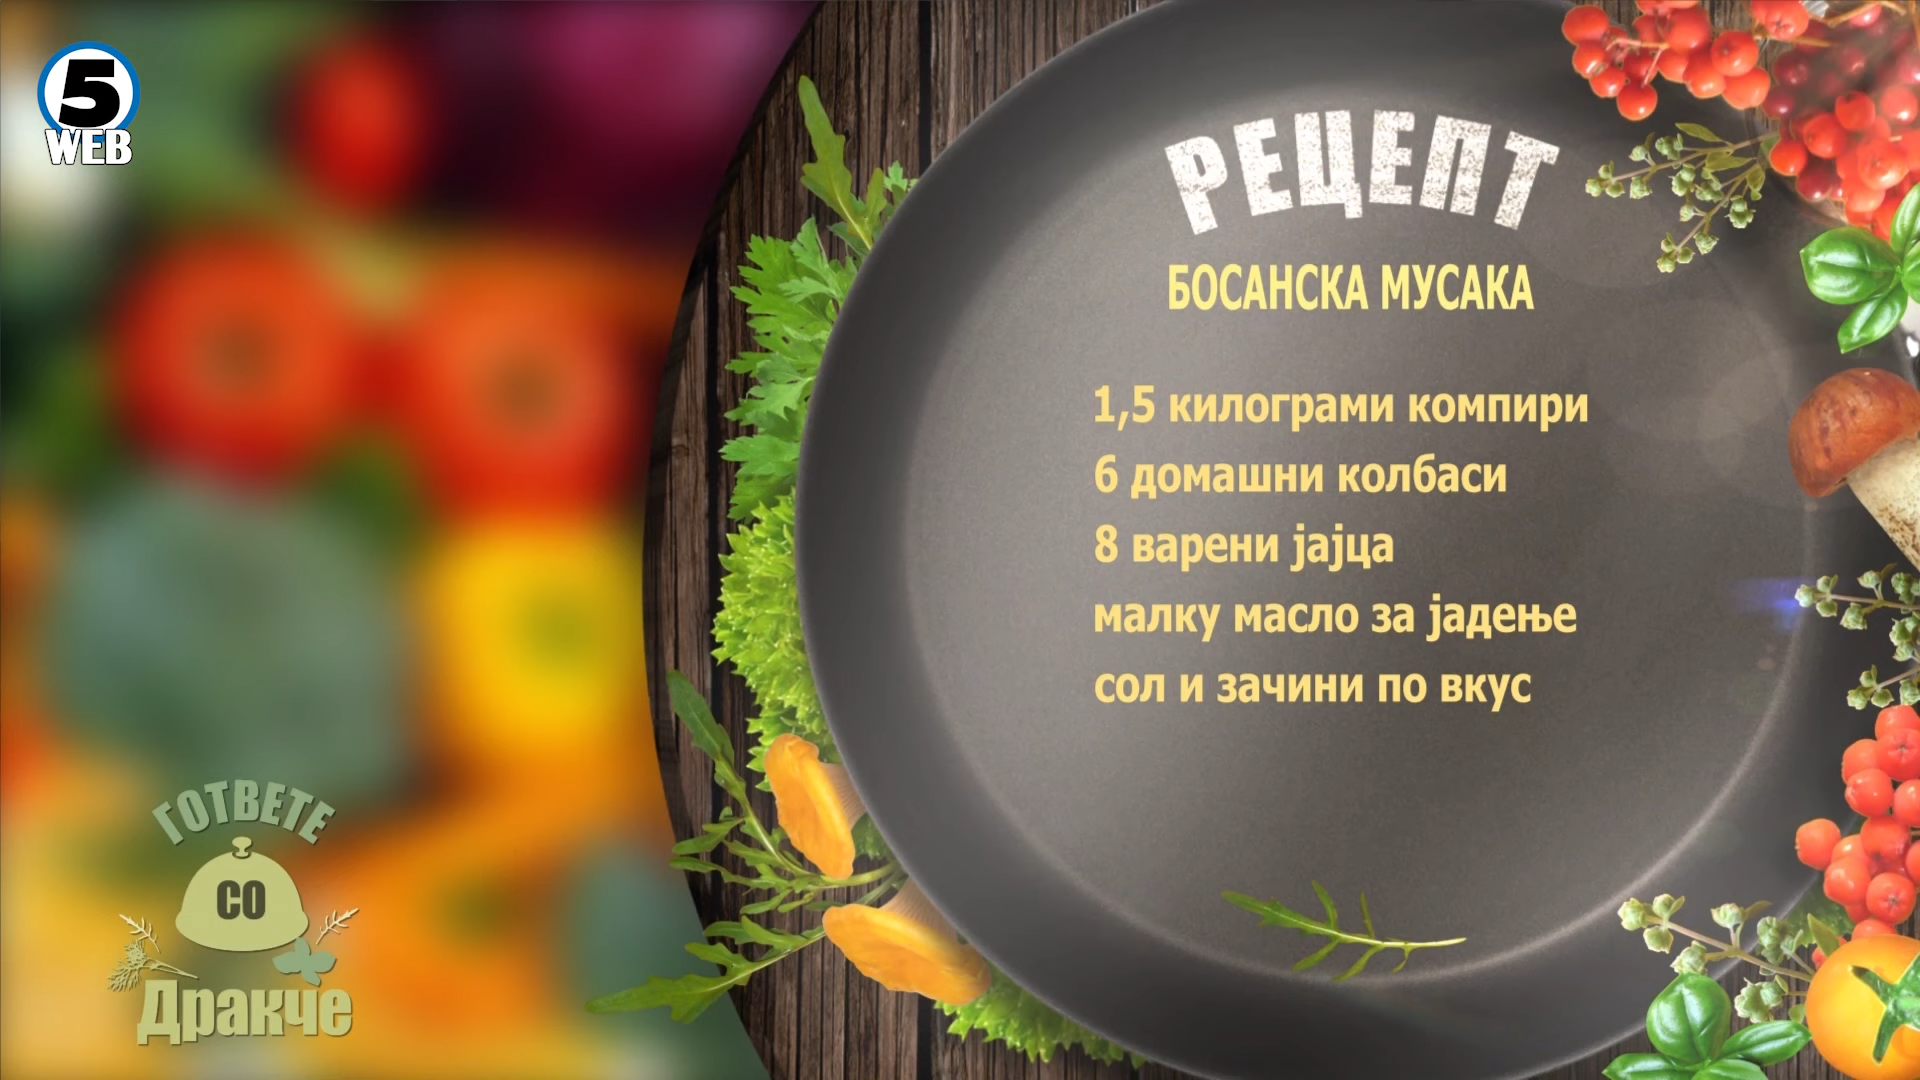 5
WEB
РЕЦЕПТ
БОСАНСКА МУСАКА
1,5 килограми компири
6 домашни колбаси
8 варени јајца
малку масло за јадење
сол и зачини по вкус
ГОТВЕТЕ
СО
Дракче